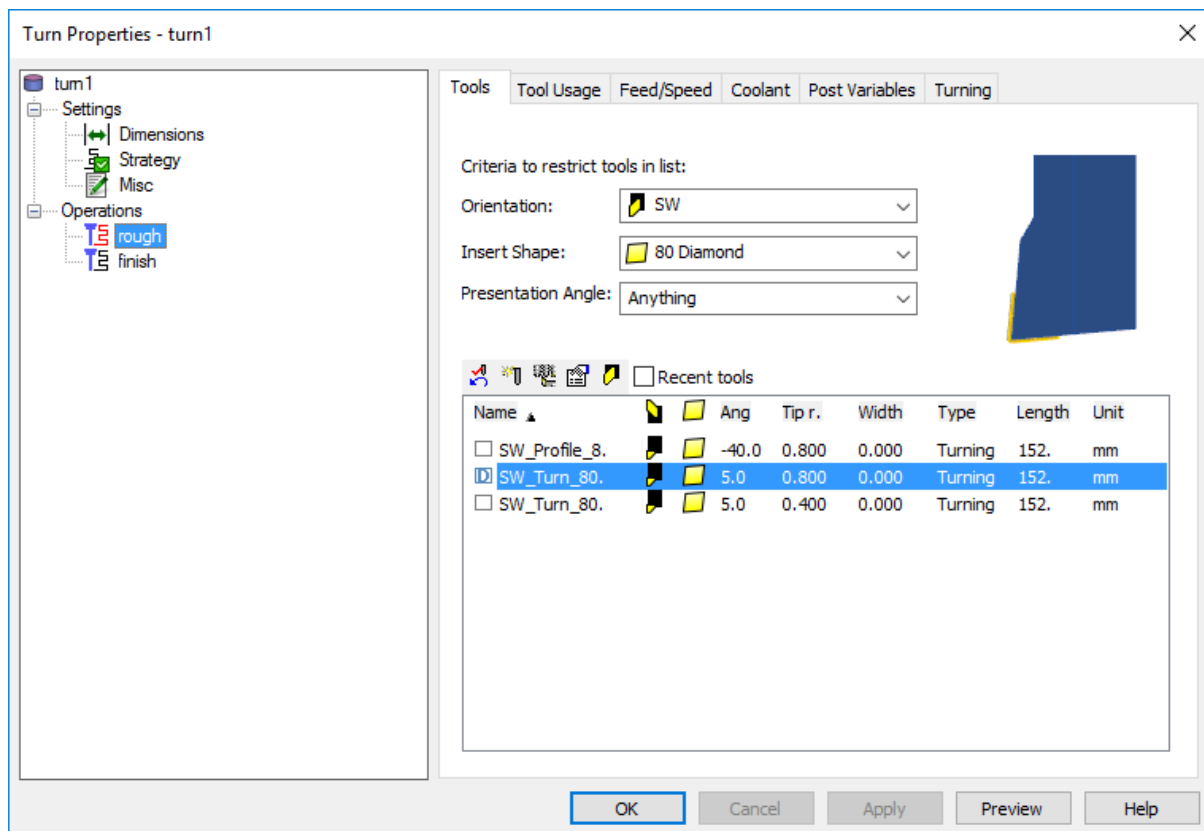 Turn Properties - turn1
turn1
Settings
Dimensions
Strategy
Misc
Operations
rough
finish
Tools Tool Usage Feed/Speed Coolant Post Variables Turning
Criteria to restrict tools in list:
Orientation: SW
Insert Shape: 80 Diamond
Presentation Angle: Anything
Recent tools
Name Ang Tip r. Width Type Length Unit
SW_Profile_8. -40.0 0.800 0.000 Turning 152. mm
D SW_Turn_80. 5.0 0.800 0.000 Turning 152. mm
SW_Turn_80. 5.0 0.400 0.000 Turning 152. mm
OK Cancel Apply Preview Help